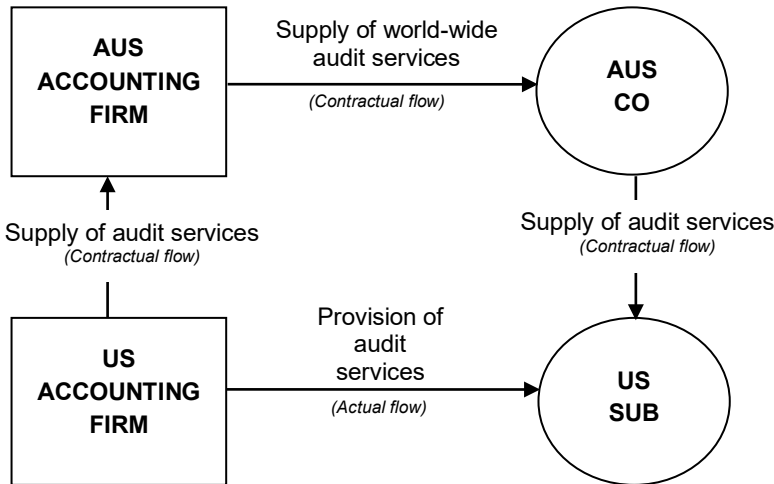 AUS
ACCOUNTING
FIRM
Supply of world-wide
audit services
(Contractual flow)
AUS
CO
Supply of audit services
(Contractual flow)
Supply of audit services
(Contractual flow)
US
ACCOUNTING
FIRM
Provision of
audit
services
(Actual flow)
US
SUB